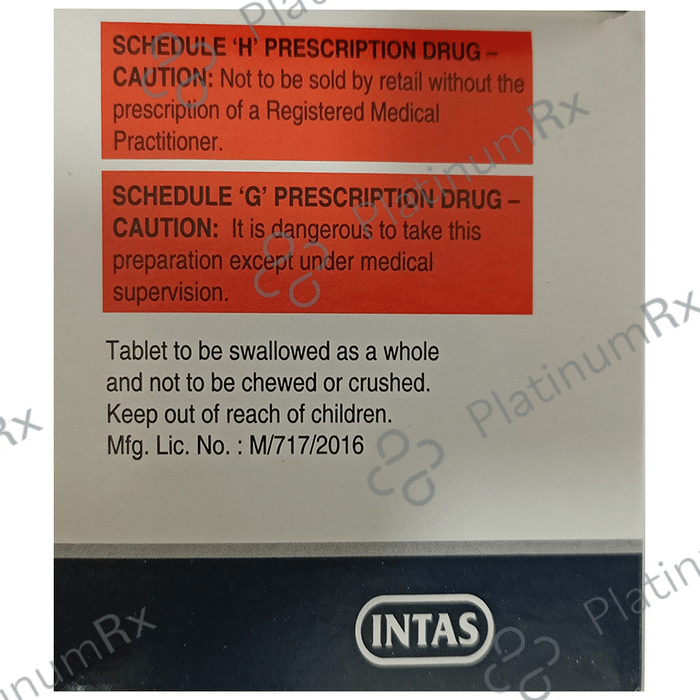 SCHEDULE ‘H’ PRESCRIPTION DRUG –
CAUTION: Not to be sold by retail without the
prescription of a Registered Medical
Practitioner.
SCHEDULE ‘G’ PRESCRIPTION DRUG –
CAUTION: It is dangerous to take this
preparation except under medical
supervision.
Tablet to be swallowed as a whole
and not to be chewed or crushed.
Keep out of reach of children.
Mfg. Lic. No. : M/717/2016
INTAS
PlatinumRx
PlatinumRx
PlatinumRx